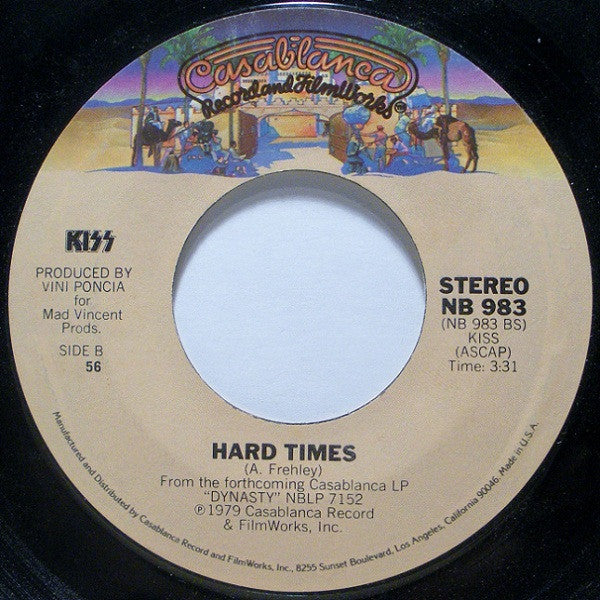 Casablanca
Record and FilmWorks
KISS
PRODUCED BY
VINI PONCIA
for
Mad Vincent
Prods.
SIDE B
56
STEREO
NB 983
(NB 983 BS)
KISS
(ASCAP)
Time: 3:31
HARD TIMES
(A. Frehley)
From the forthcoming Casablanca LP
"DYNASTY" NBLP 7152
℗1979 Casablanca Record
& FilmWorks, Inc.
Manufactured and Distributed by Casablanca Record and FilmWorks, Inc., 8255 Sunset Boulevard, Los Angeles, California 90046. Made in U.S.A.